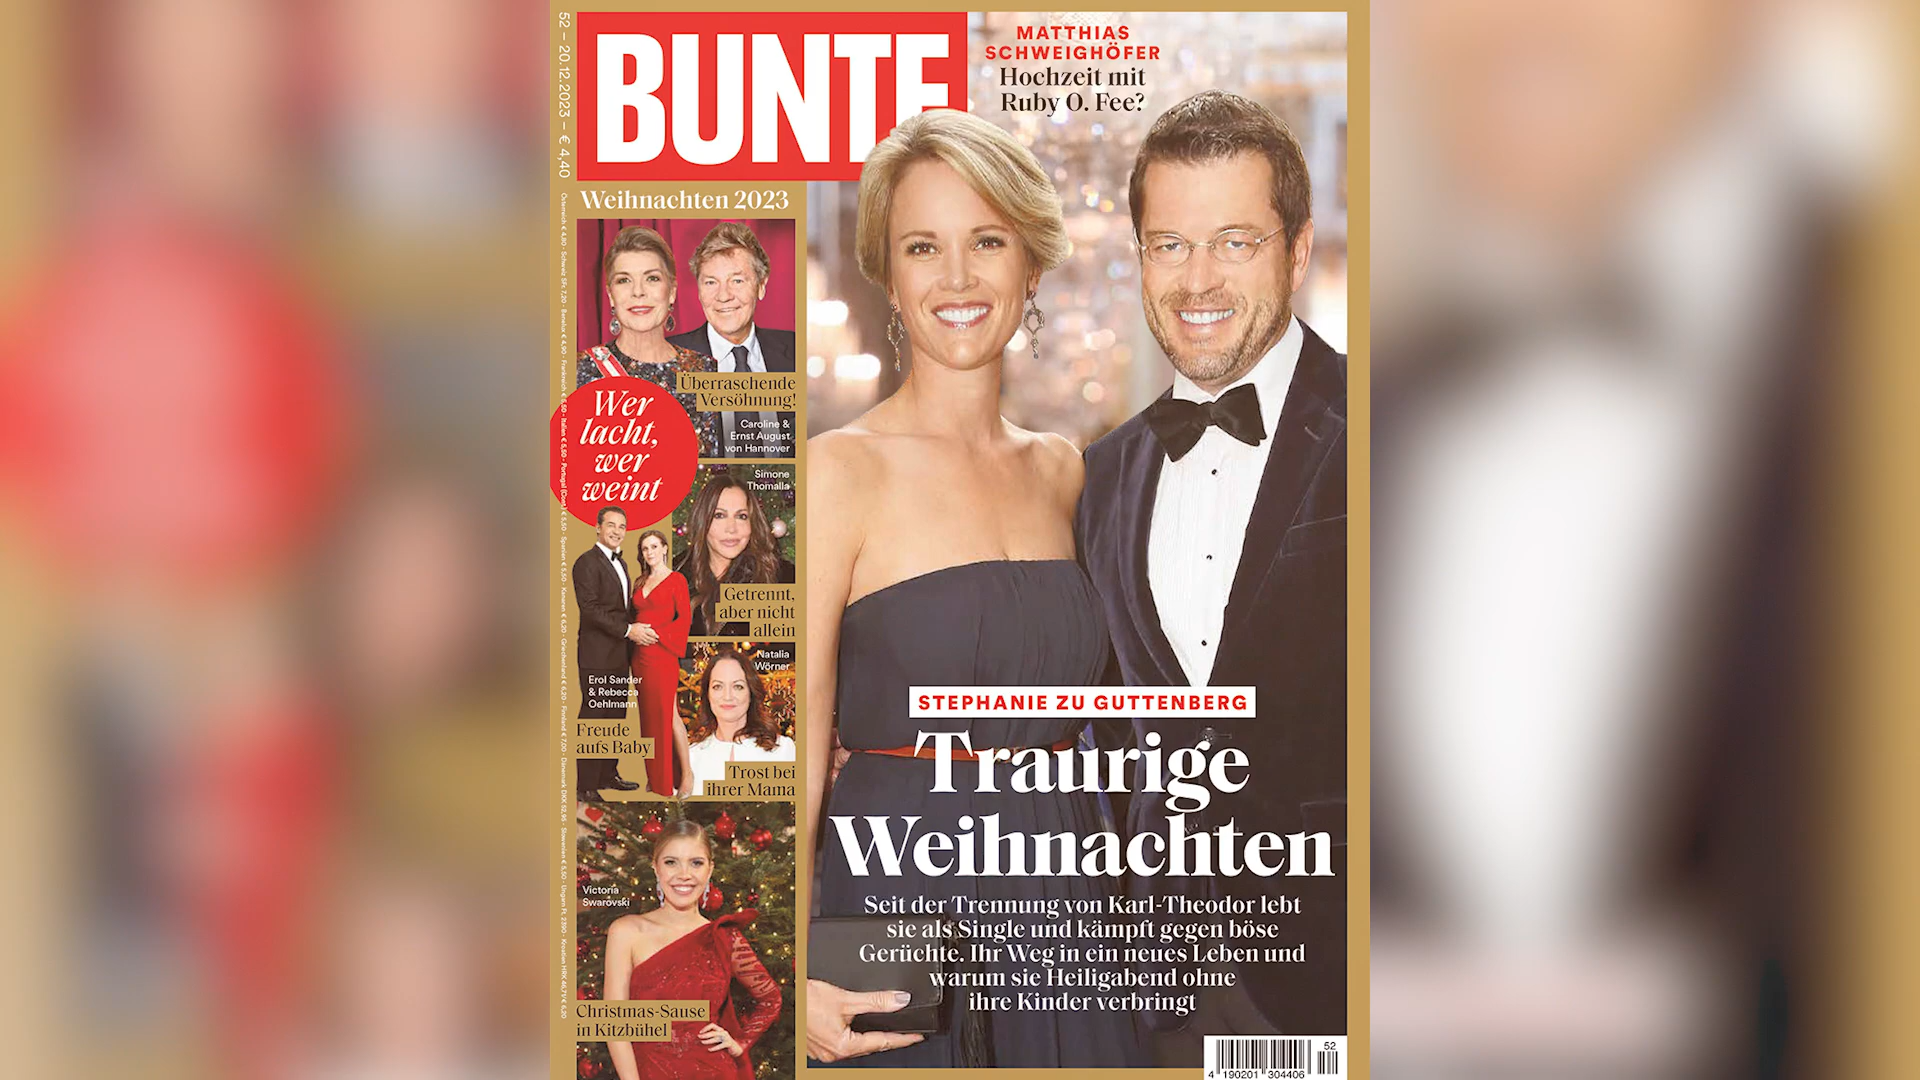 52 – 20.12.2023 – € 4,40
BUNTE
MATTHIAS
SCHWEIGHÖFER
Hochzeit mit
Ruby O. Fee?
Weihnachten 2023
Überraschende
Versöhnung!
Caroline &
Ernst August
von Hannover
Wer
lacht,
wer
weint
Simone
Thomalla
Getrennt,
aber nicht
allein
Erol Sander
& Rebecca
Oehlmann
Freude
aufs Baby
Natalia
Wörner
Trost bei
ihrer Mama
Victoria
Swarovski
Christmas-Sause
in Kitzbühel
STEPHANIE ZU GUTTENBERG
Traurige
Weihnachten
Seit der Trennung von Karl-Theodor lebt
sie als Single und kämpft gegen böse
Gerüchte. Ihr Weg in ein neues Leben und
warum sie Heiligabend ohne
ihre Kinder verbringt
52
4 190201 304406